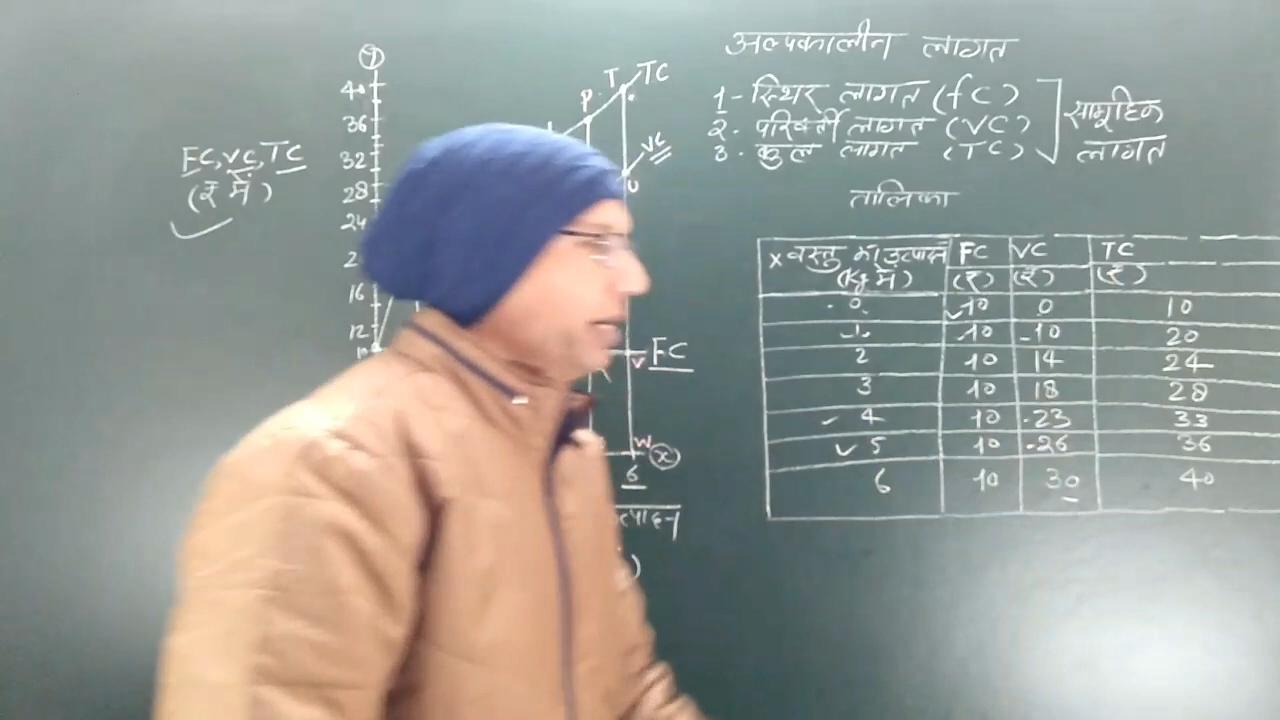 अल्पकालीन लागत
1 - स्थिर लागत (fC)
2 - परिवर्ती लागत (VC)
3 - कुल लागत (TC)
सामूहिक
लागत
तालिका
x वस्तु का उत्पादन FC VC TC
(Kg में) (₹) (₹) (₹)
0 10 0 10
1 10 10 20
2 10 14 24
3 10 18 28
4 10 23 33
5 10 26 36
6 10 30 40
FC, VC, TC
(₹ में)
Y
40
36
32
28
24
2
16
12
10
P T TC
VC
U
FC
V
W X
6